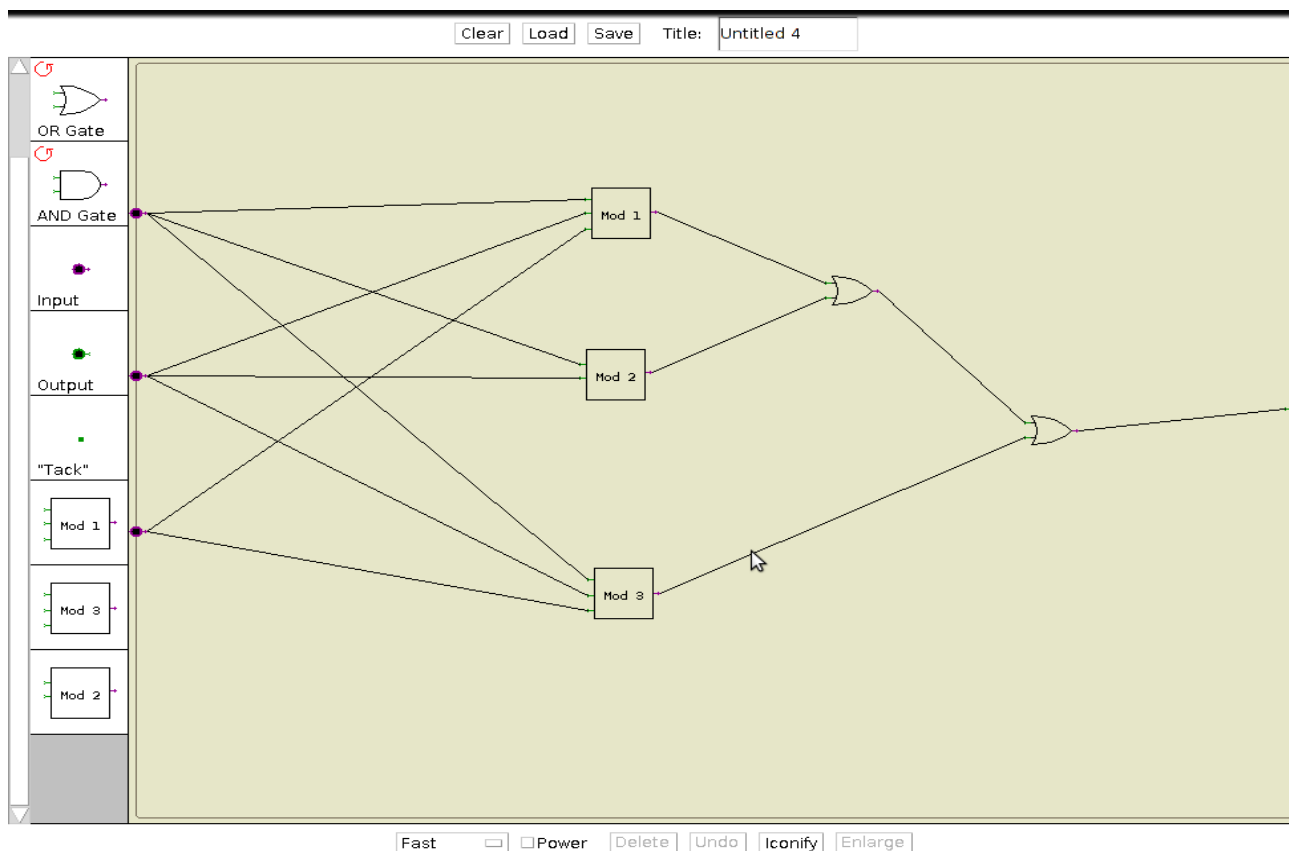 Clear Load Save Title: Untitled 4
OR Gate
AND Gate
Input
Output
"Tack"
Mod 1
Mod 3
Mod 2
Mod 1
Mod 2
Mod 3
Fast Power Delete Undo Iconify Enlarge